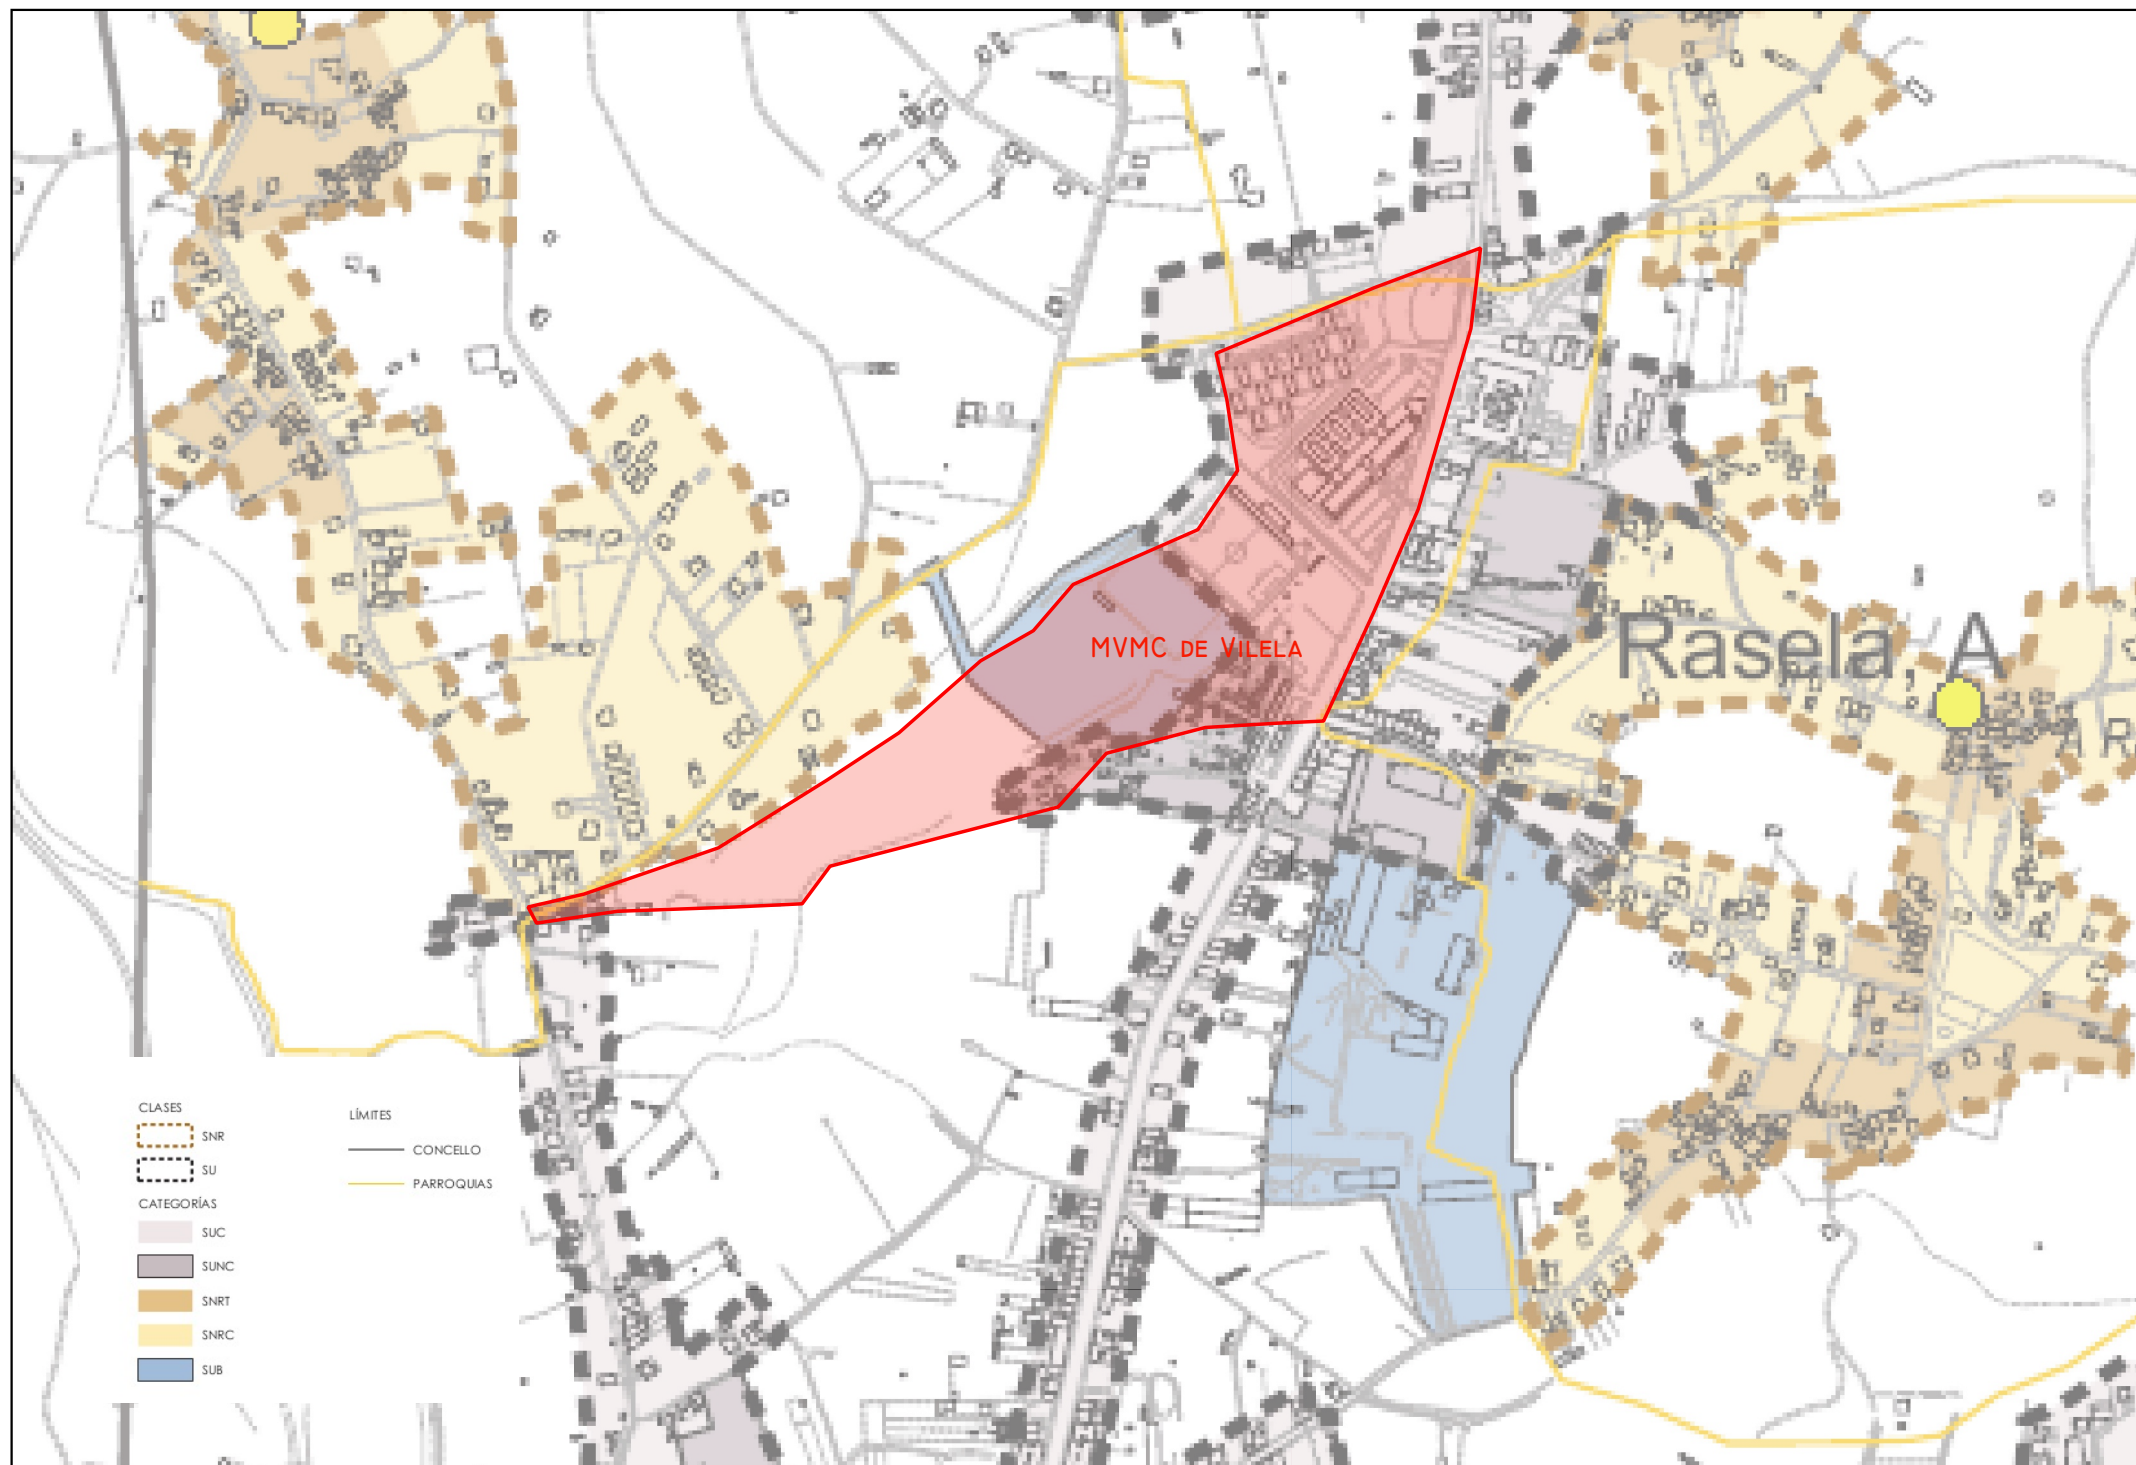 MVMC DE VILELA
Rasela, A
A R
CLASES
SNR
SU
CATEGORÍAS
SUC
SUNC
SNRT
SNRC
SUB
LÍMITES
CONCELLO
PARROQUIAS